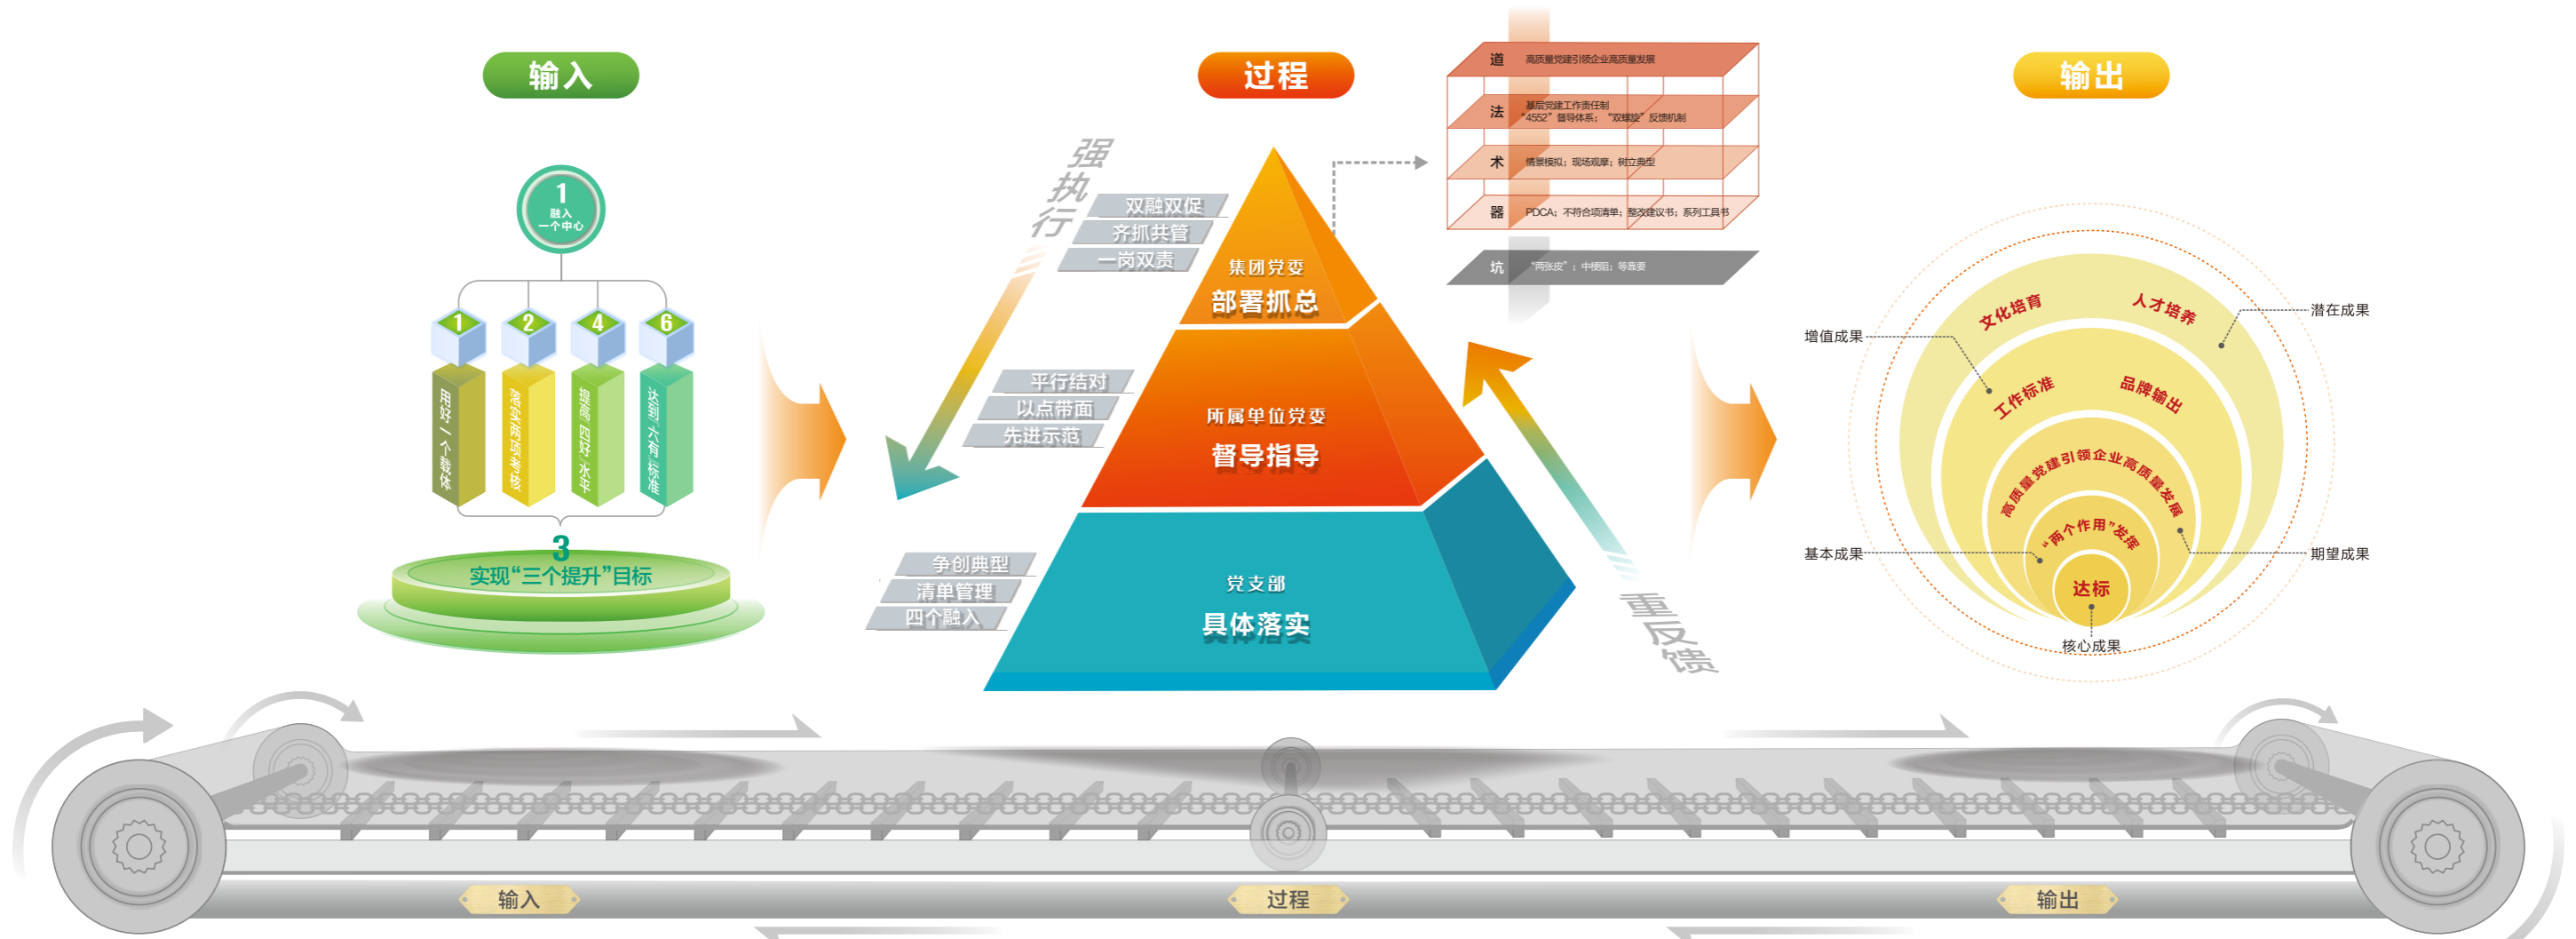 输入
1
融入
一个中心
1
2
4
6
用好一个载体
落实两项考核
提高“四好”水平
达到“六有”标准
3
实现“三个提升”目标
过程
强执行
双融双促
齐抓共管
一岗双责
平行结对
以点带面
先进示范
争创典型
清单管理
四个融入
集团党委
部署抓总
所属单位党委
督导指导
党支部
具体落实
重反馈
道 高质量党建引领企业高质量发展
法 基层党建工作责任制
“4552”督导体系；“双螺旋”反馈机制
术 情景模拟；现场观摩；树立典型
器 PDCA；不符合项清单；整改建议书；系列工具书
坑 “两张皮”；中梗阻；等靠要
输出
文化培育
人才培养
潜在成果
增值成果
工作标准
品牌输出
高质量党建引领企业高质量发展
“两个作用”发挥
基本成果
期望成果
达标
核心成果
输入
过程
输出